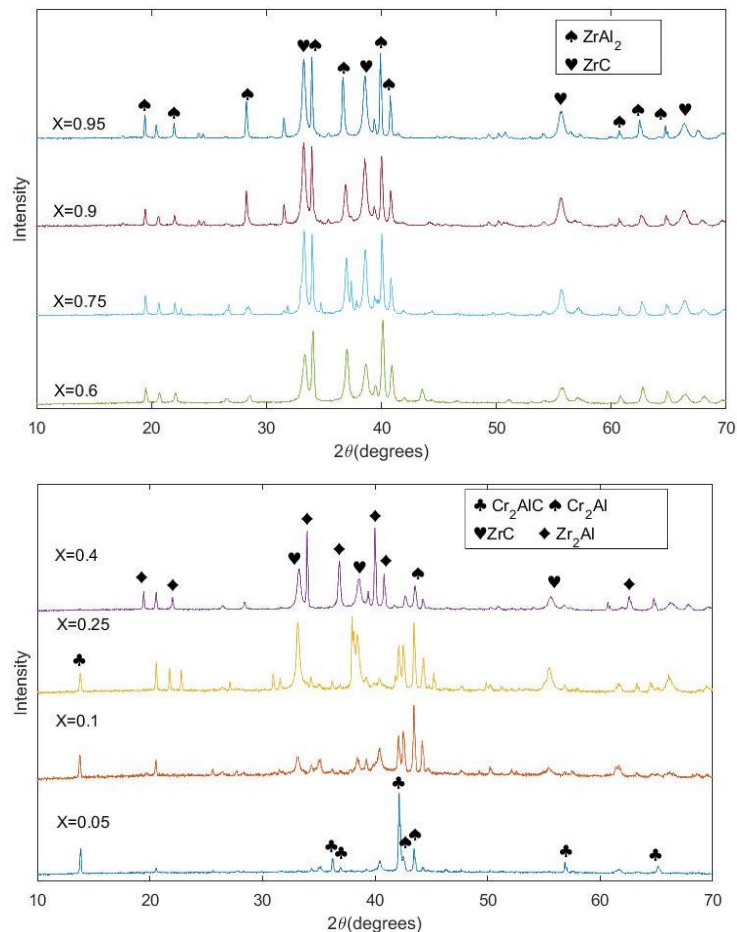 ♠ ZrAl₂
♥ ZrC
X=0.95
X=0.9
X=0.75
X=0.6
Intensity
10 20 30 40 50 60 70
2θ(degrees)
♣ Cr₂AlC ♠ Cr₂Al
♥ZrC ♦ Zr₂Al
X=0.4
X=0.25
X=0.1
X=0.05
Intensity
10 20 30 40 50 60 70
2θ(degrees)